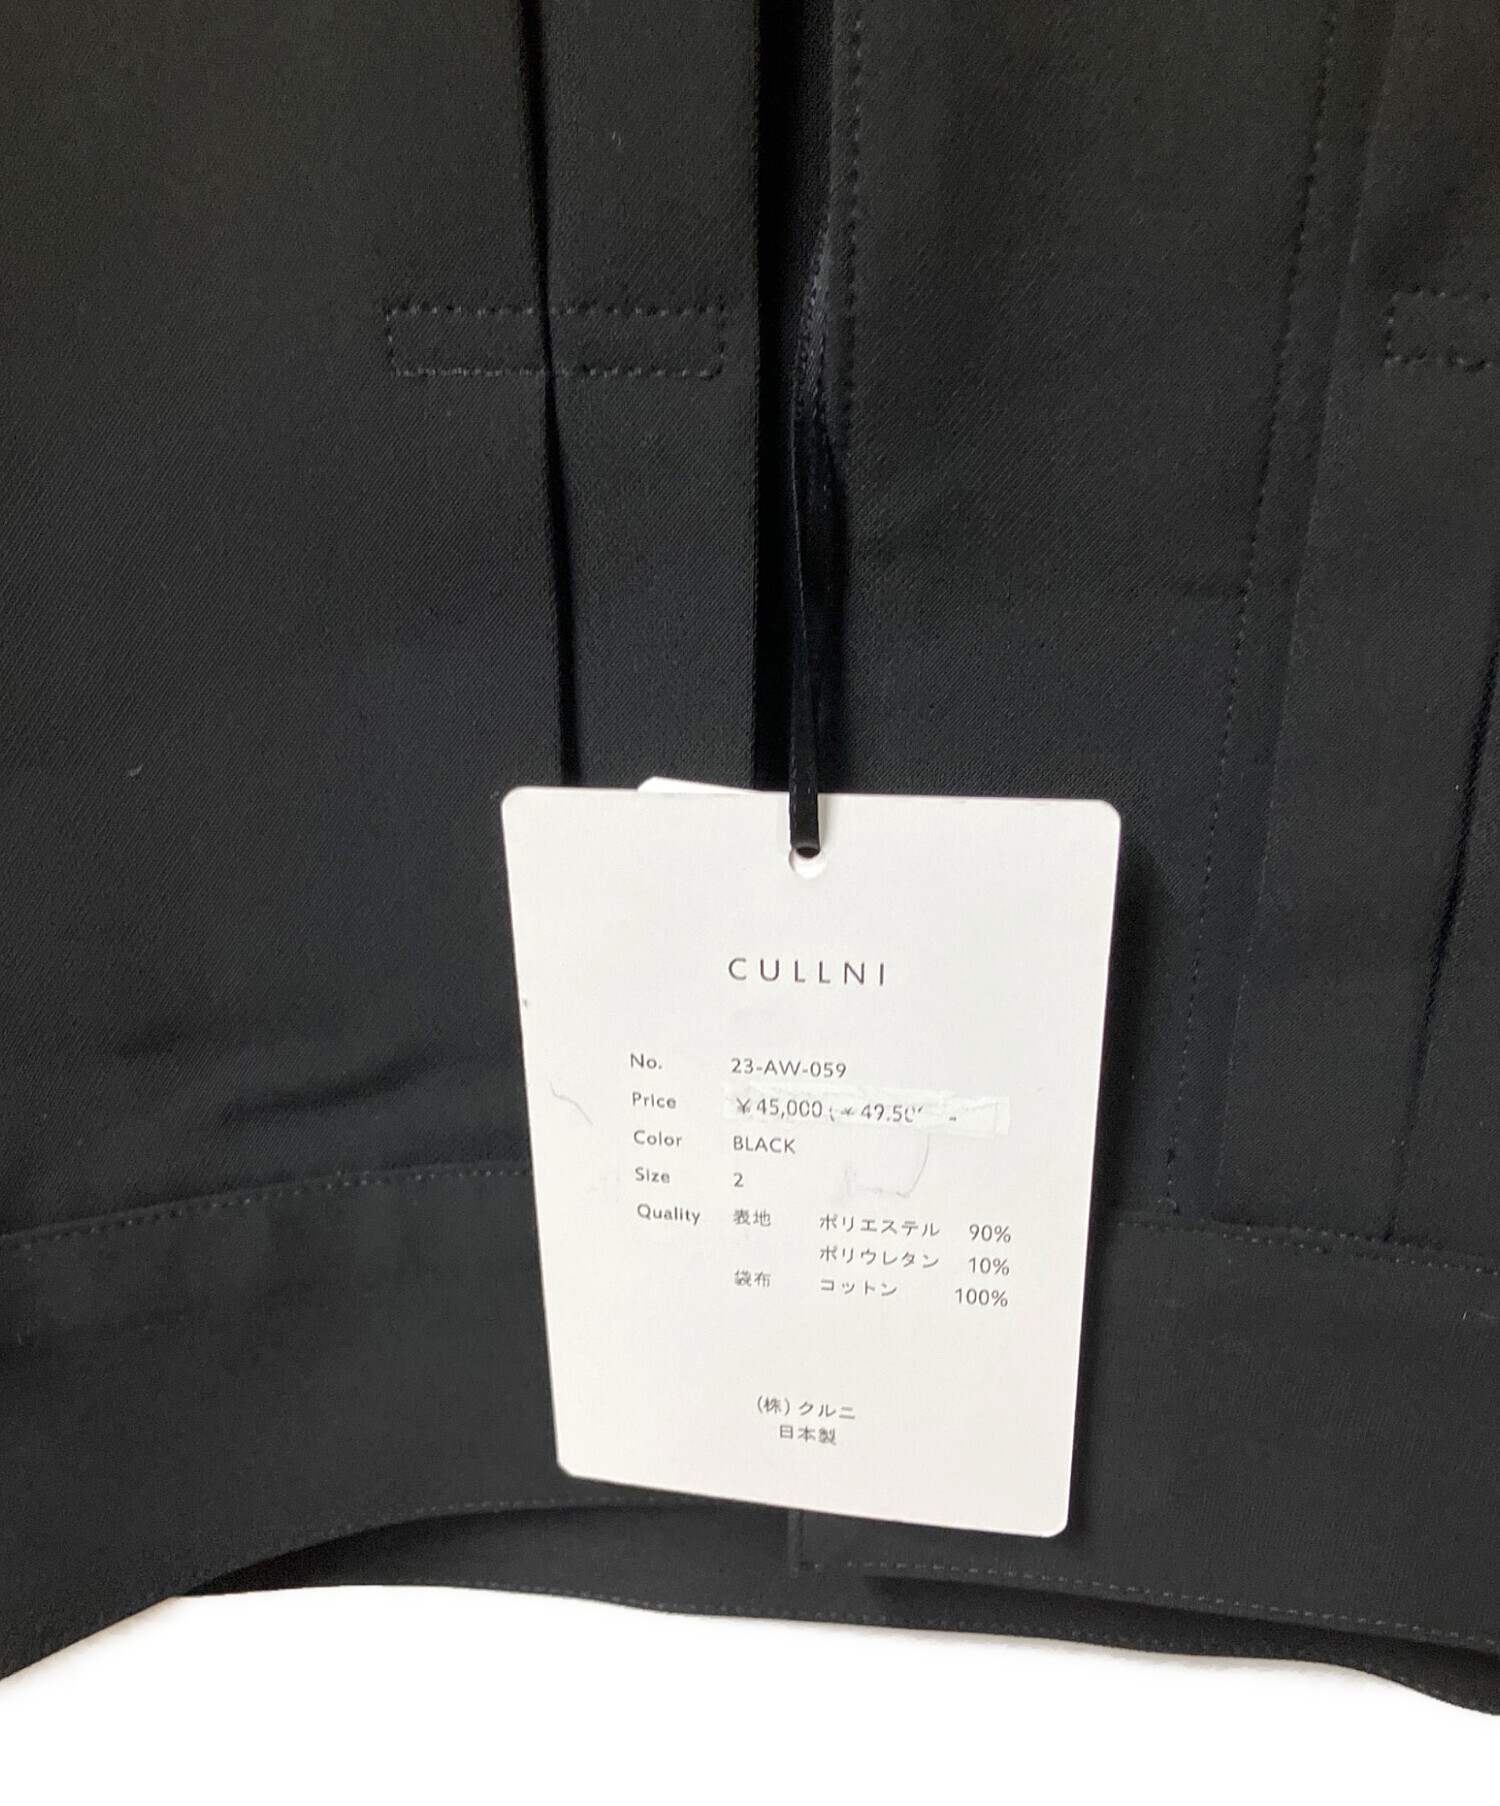 CULLNI
No. 23-AW-059
Price ¥45,000
Color BLACK
Size 2
Quality 表地 ポリエステル 90%
ポリウレタン 10%
袋布 コットン 100%
(株)クルニ
日本製